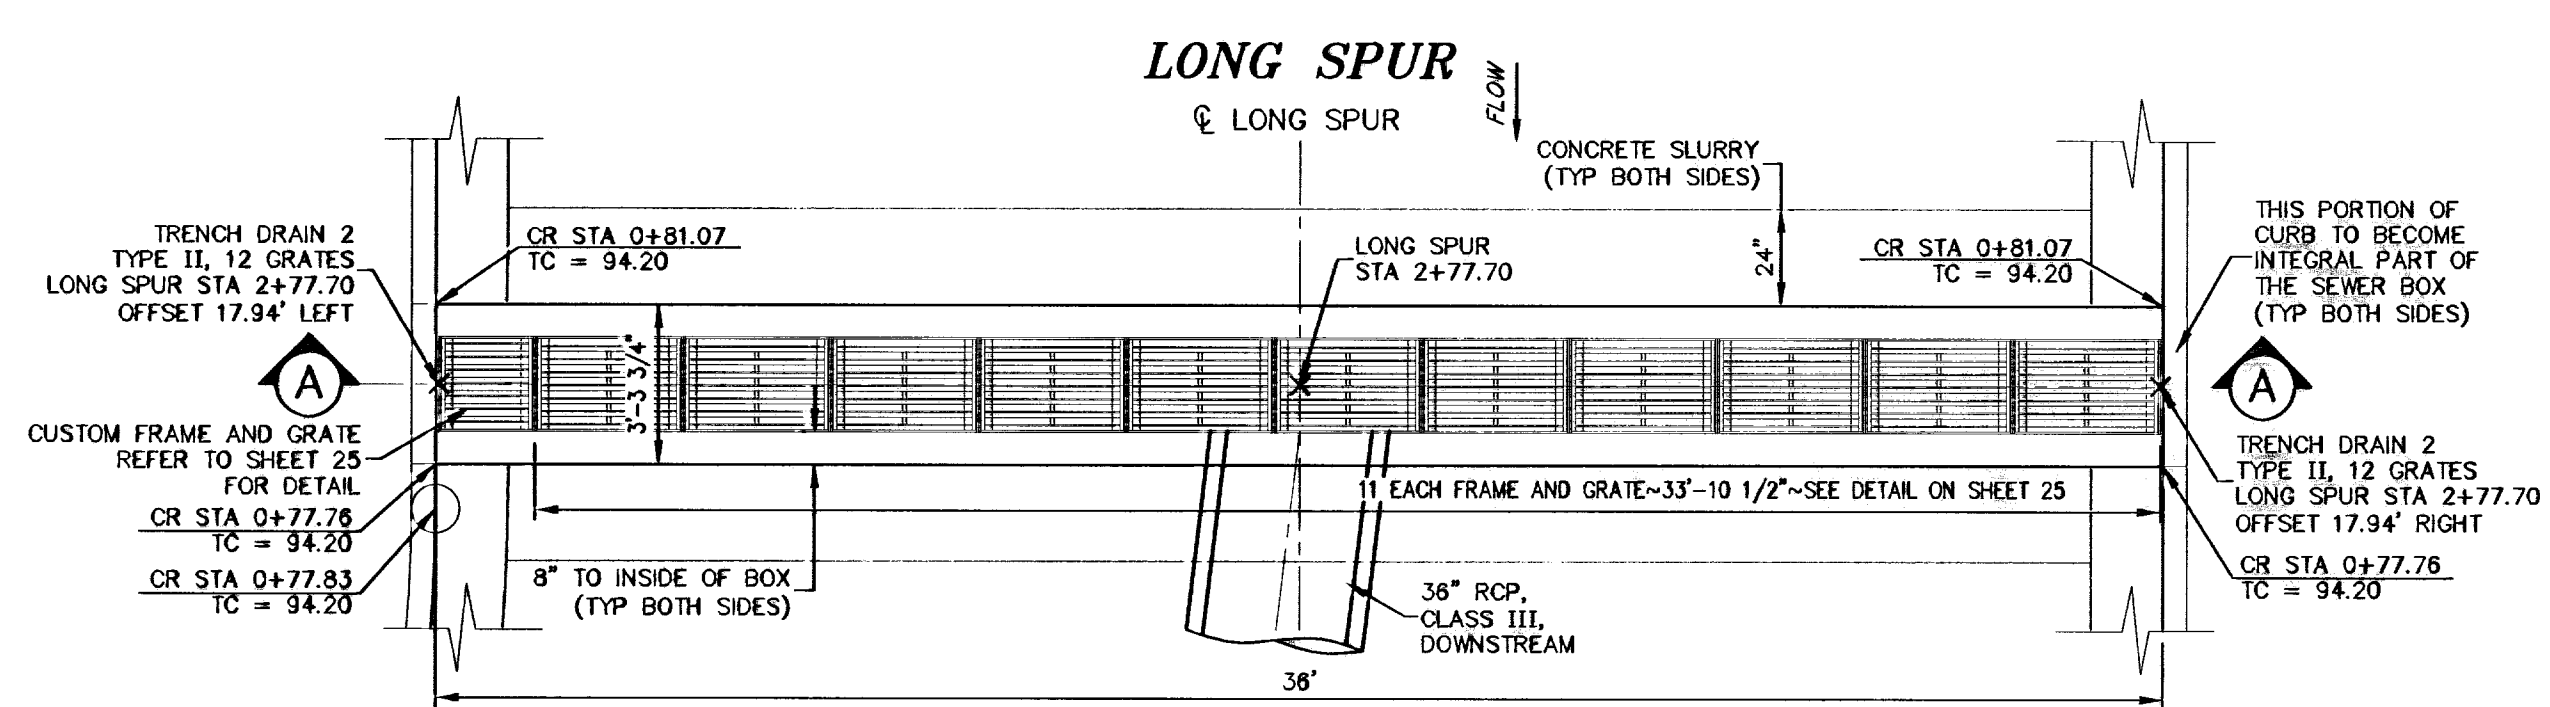 LONG SPUR
℄ LONG SPUR
FLOW
CONCRETE SLURRY
(TYP BOTH SIDES)
24"
TRENCH DRAIN 2
TYPE II, 12 GRATES
LONG SPUR STA 2+77.70
OFFSET 17.94' LEFT
CR STA 0+81.07
TC = 94.20
LONG SPUR
STA 2+77.70
CR STA 0+81.07
TC = 94.20
THIS PORTION OF
CURB TO BECOME
INTEGRAL PART OF
THE SEWER BOX
(TYP BOTH SIDES)
A
3'-3 3/4"
A
CUSTOM FRAME AND GRATE
REFER TO SHEET 25
FOR DETAIL
CR STA 0+77.76
TC = 94.20
CR STA 0+77.83
TC = 94.20
8" TO INSIDE OF BOX
(TYP BOTH SIDES)
11 EACH FRAME AND GRATE~33'-10 1/2"~SEE DETAIL ON SHEET 25
36" RCP,
CLASS III,
DOWNSTREAM
TRENCH DRAIN 2
TYPE II, 12 GRATES
LONG SPUR STA 2+77.70
OFFSET 17.94' RIGHT
CR STA 0+77.76
TC = 94.20
36'